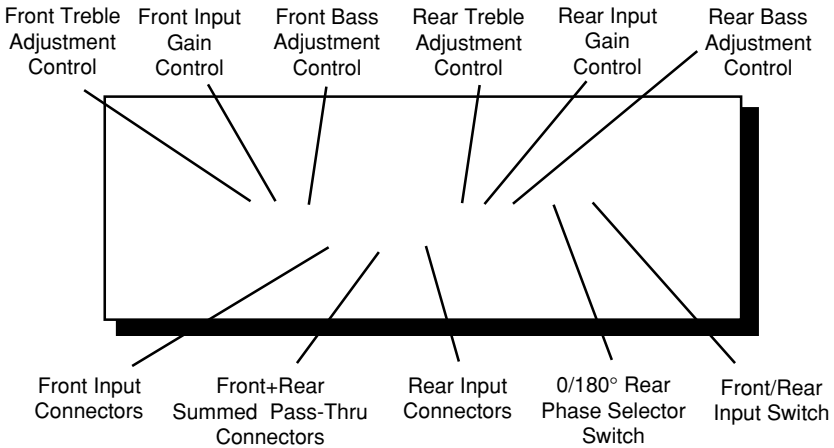 Front Treble
Adjustment
Control
Front Input
Gain
Control
Front Bass
Adjustment
Control
Rear Treble
Adjustment
Control
Rear Input
Gain
Control
Rear Bass
Adjustment
Control
Front Input
Connectors
Front+Rear
Summed Pass-Thru
Connectors
Rear Input
Connectors
0/180° Rear
Phase Selector
Switch
Front/Rear
Input Switch